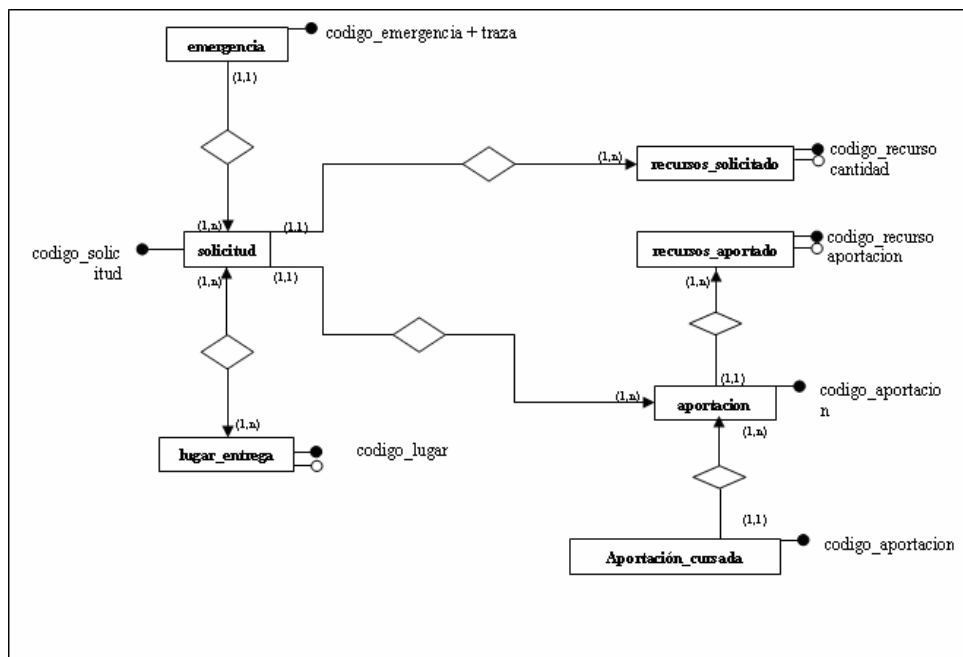 codigo_emergencia + traza
emergencia
(1,1)
(1,n)
recursos_solicitado
codigo_recurso
cantidad
(1,n)
solicitud
(1,1)
codigo_solic
itud
recursos_aportado
codigo_recurso
aportacion
(1,n)
(1,1)
(1,n)
(1,1)
(1,n)
aportacion
codigo_aportacio
n
(1,n)
(1,n)
lugar_entrega
codigo_lugar
(1,1)
Aportación_cursada
codigo_aportacion